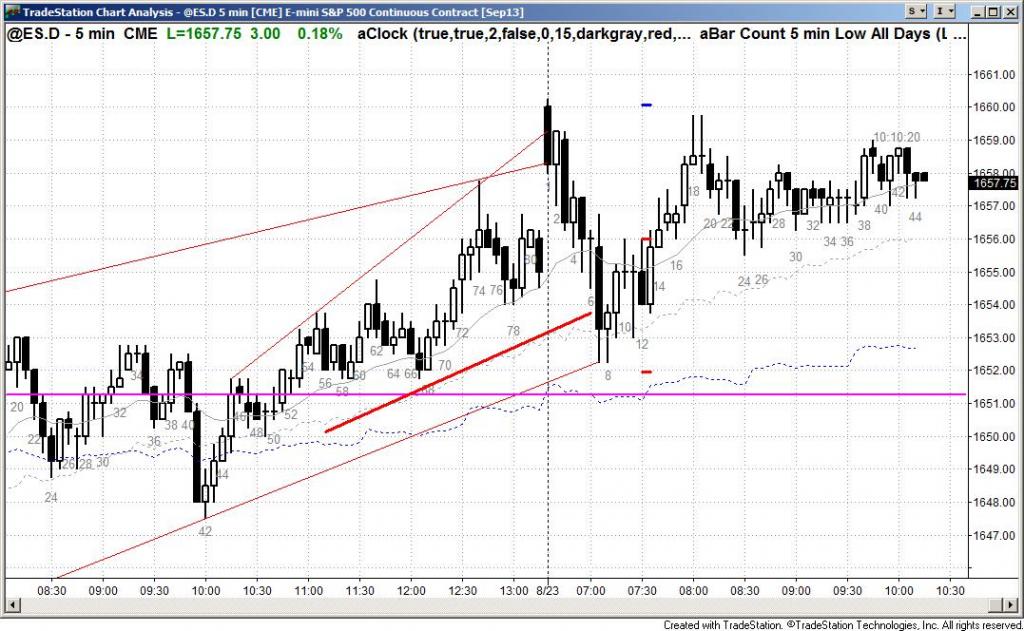 TradeStation Chart Analysis - @ES.D 5 min [CME] E-mini S&P 500 Continuous Contract [Sep13]
S I
@ES.D - 5 min CME L=1657.75 3.00 0.18% aClock (true,true,2,false,0,15,darkgray,red,... aBar Count 5 min Low All Days (L ...
1661.00
1660.00
1659.00
1658.00
1657.75
1657.00
1656.00
1655.00
1654.00
1653.00
1652.00
1651.00
1650.00
1649.00
1648.00
1647.00
10:10:20
20 22 24 26 28 30 32 34 36 38 40 42 44 46 48 50 52 54 56 58 60 62 64 66 68 70 72 74 76 78 80
2 4 6 8 10 12 14 16 18 20 22 24 26 28 30 32 34 36 38 40 42 44
08:30 09:00 09:30 10:00 10:30 11:00 11:30 12:00 12:30 13:00 8/23 07:00 07:30 08:00 08:30 09:00 09:30 10:00 10:30
Created with TradeStation. ©TradeStation Technologies, Inc. All rights reserved.